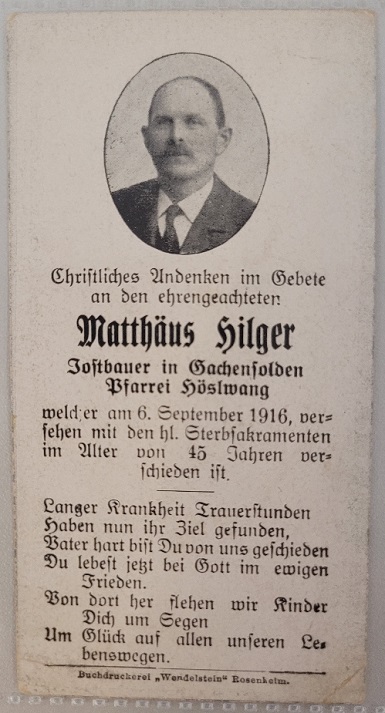 Christliches Andenken im Gebete
an den ehrengeachteten
Matthäus Hilger
Jostbauer in Gachensolden
Pfarrei Höslwang
welcher am 6. September 1916, ver=
sehen mit den hl. Sterbsakramenten
im Alter von 45 Jahren ver=
schieden ist.
Langer Krankheit Trauerstunden
Haben nun ihr Ziel gefunden,
Vater hart bist Du von uns geschieden
Du lebest jetzt bei Gott im ewigen
Frieden.
Von dort her flehen wir Kinder
Dich um Segen
Um Glück auf allen unseren Le=
benswegen.
Buchdruckerei „Wendelstein" Rosenheim.